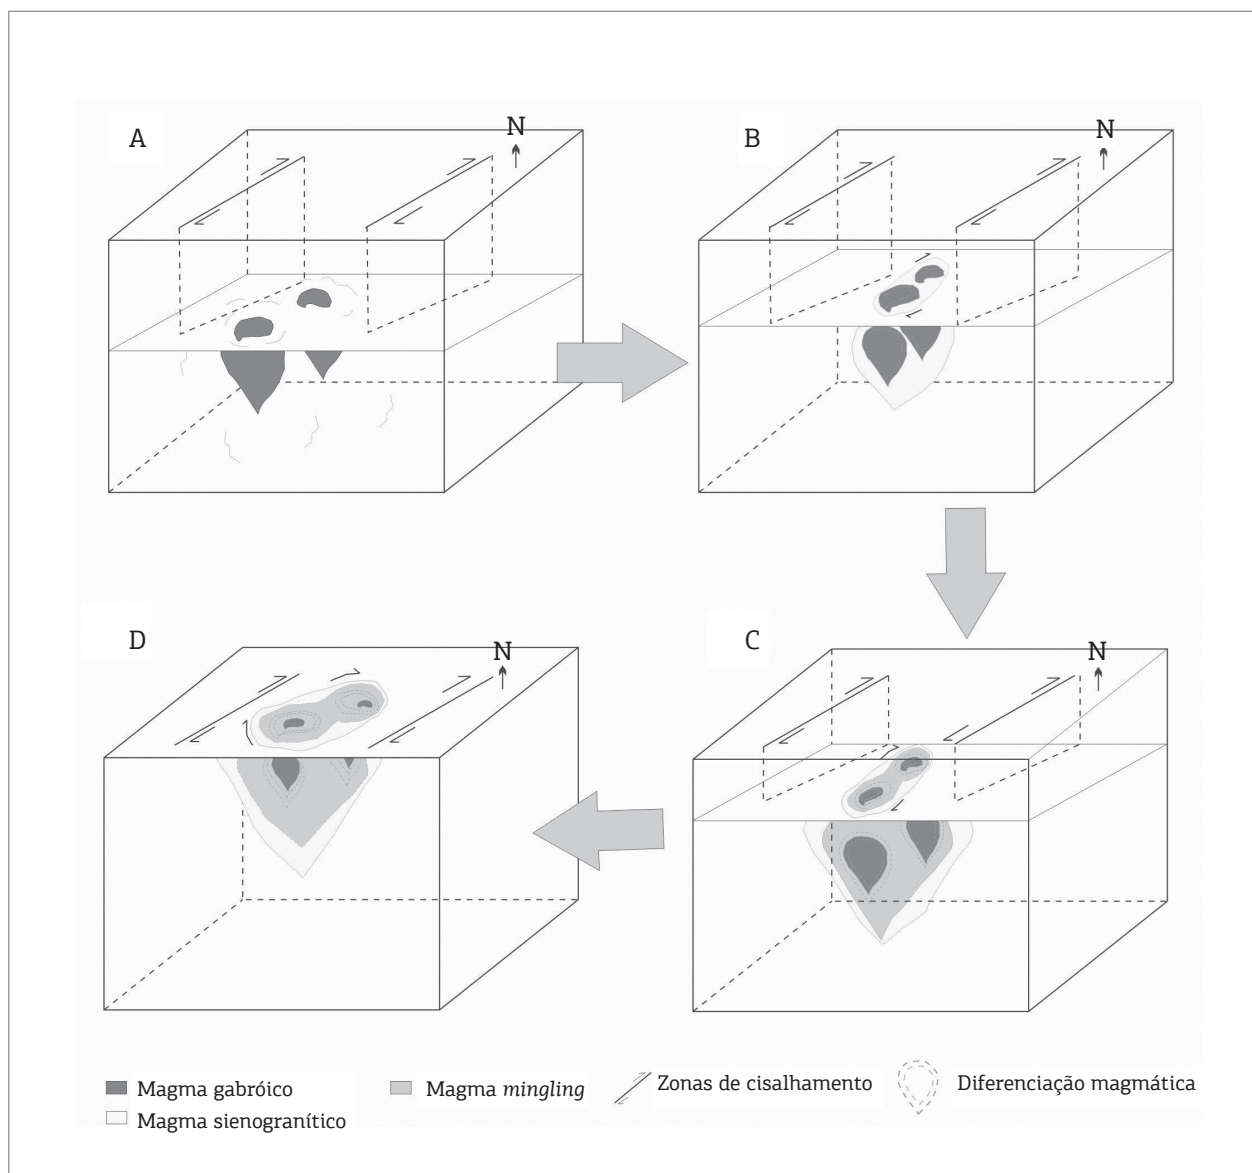 A
N
B
N
D
N
C
N
Magma gabróico
Magma mingling
Zonas de cisalhamento
Diferenciação magmática
Magma sienogranítico